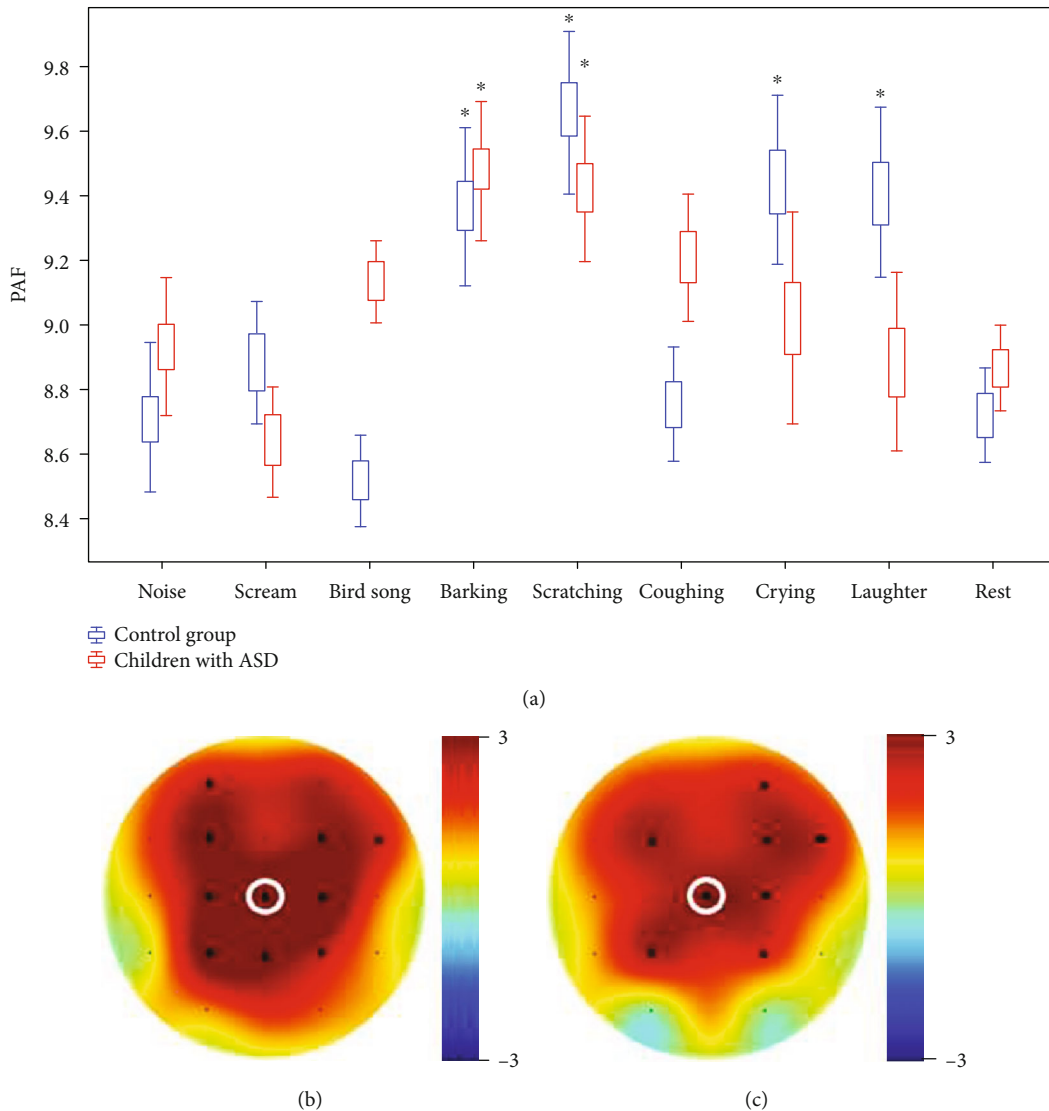 PAF
9.8
9.6
9.4
9.2
9.0
8.8
8.6
8.4
* * * * * *
Noise Scream Bird song Barking Scratching Coughing Crying Laughter Rest
Control group
Children with ASD
(a)
3 3
–3 –3
(b) (c)